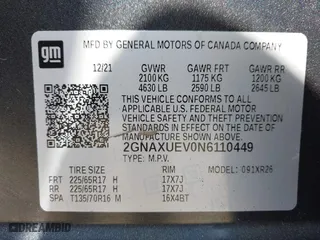 gm
MFD BY GENERAL MOTORS OF CANADA COMPANY
12/21 GVWR GAWR FRT GAWR RR
2100 KG 1175 KG 1200 KG
4630 LB 2590 LB 2645 LB
THIS VEHICLE CONFORMS TO ALL APPLICABLE U.S. FEDERAL MOTOR VEHICLE SAFETY AND THEFT PREVENTION STANDARDS IN EFFECT ON THE DATE OF MANUFACTURE SHOWN ABOVE.
2GNAXUEV0N6110449
TYPE: M.P.V. MODEL: 091XR26
TIRE SIZE RIM
FRT 225/65R17 H 17X7J
RR 225/65R17 H 17X7J
SPA T135/70R16 M 16X4BT